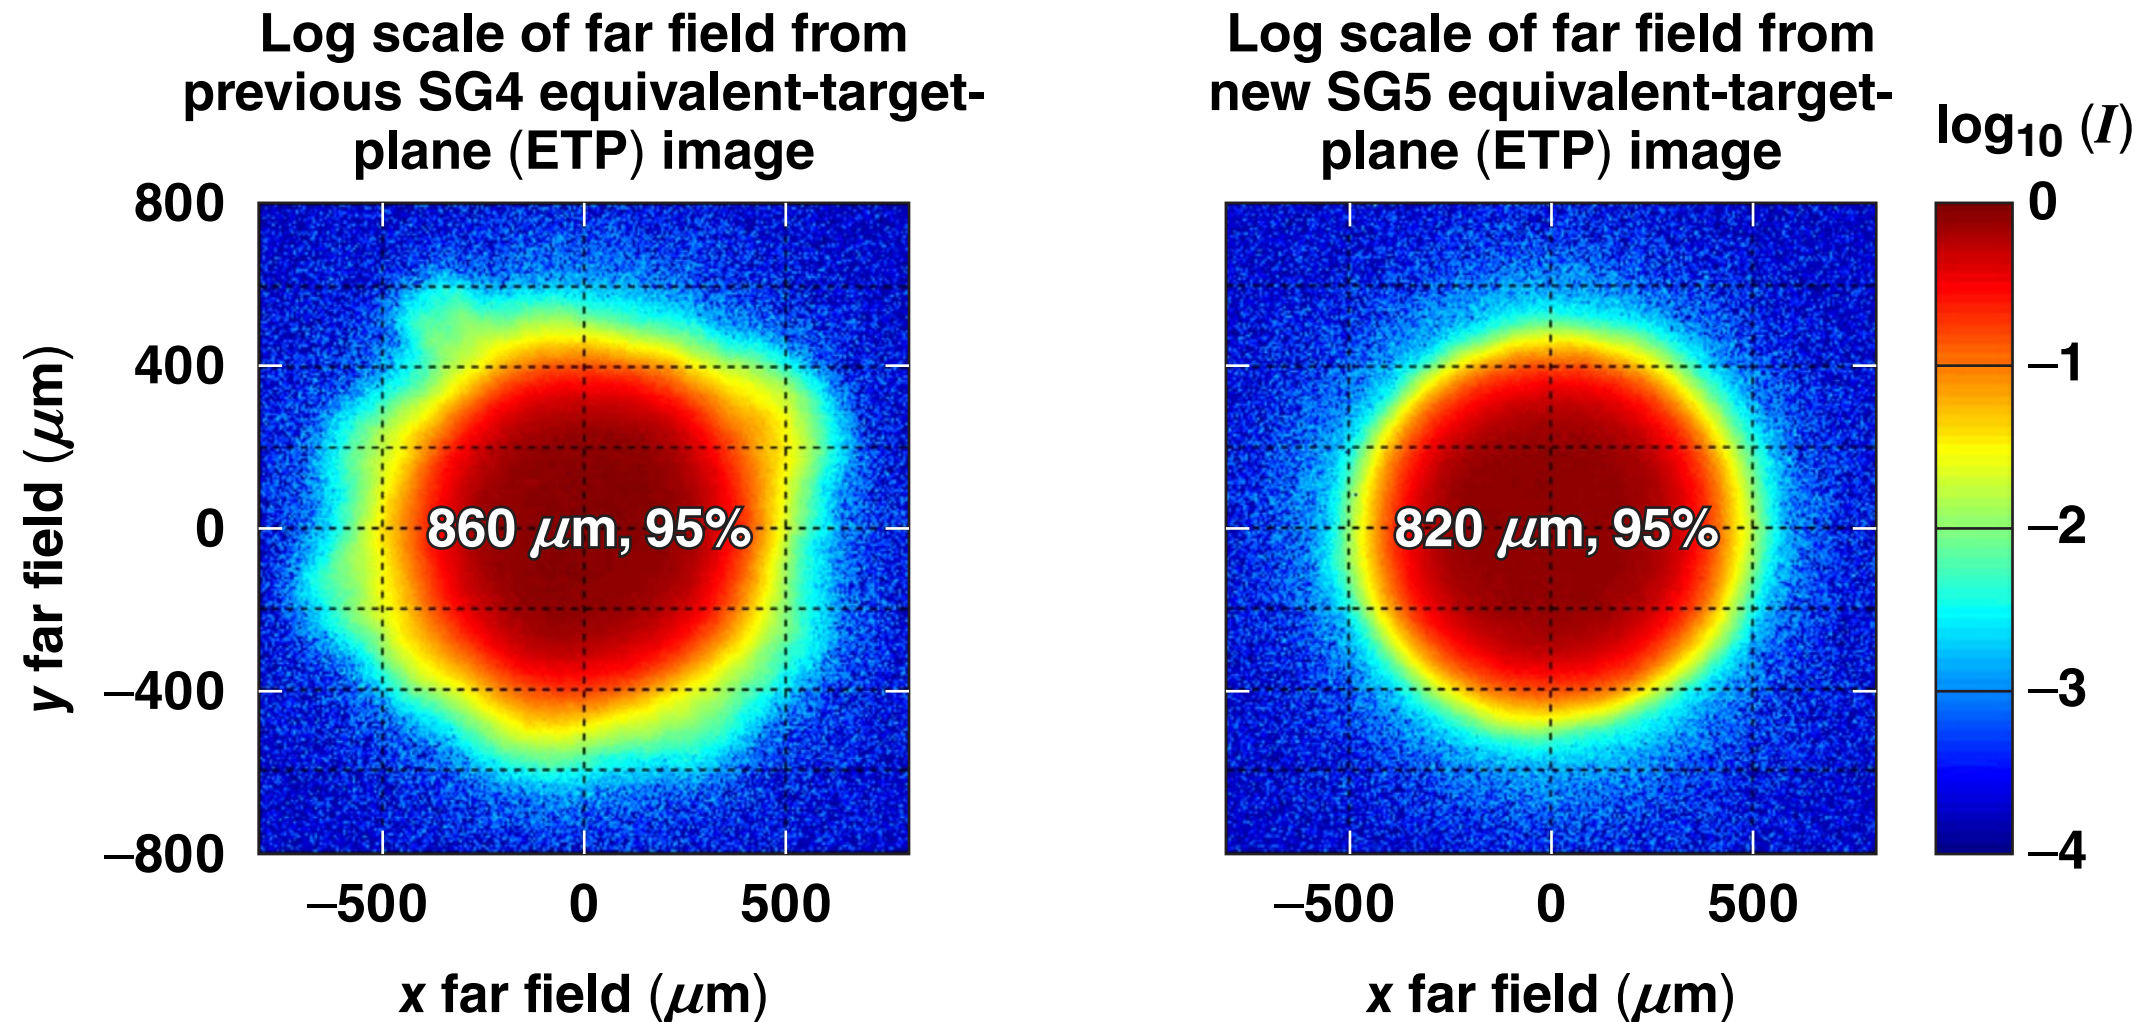 Log scale of far field from
previous SG4 equivalent-target-
plane (ETP) image
Log scale of far field from
new SG5 equivalent-target-
plane (ETP) image
log₁₀ (I)
y far field (μm)
800
400
0
–400
–800
860 μm, 95%
–500 0 500
x far field (μm)
820 μm, 95%
–500 0 500
x far field (μm)
0
–1
–2
–3
–4